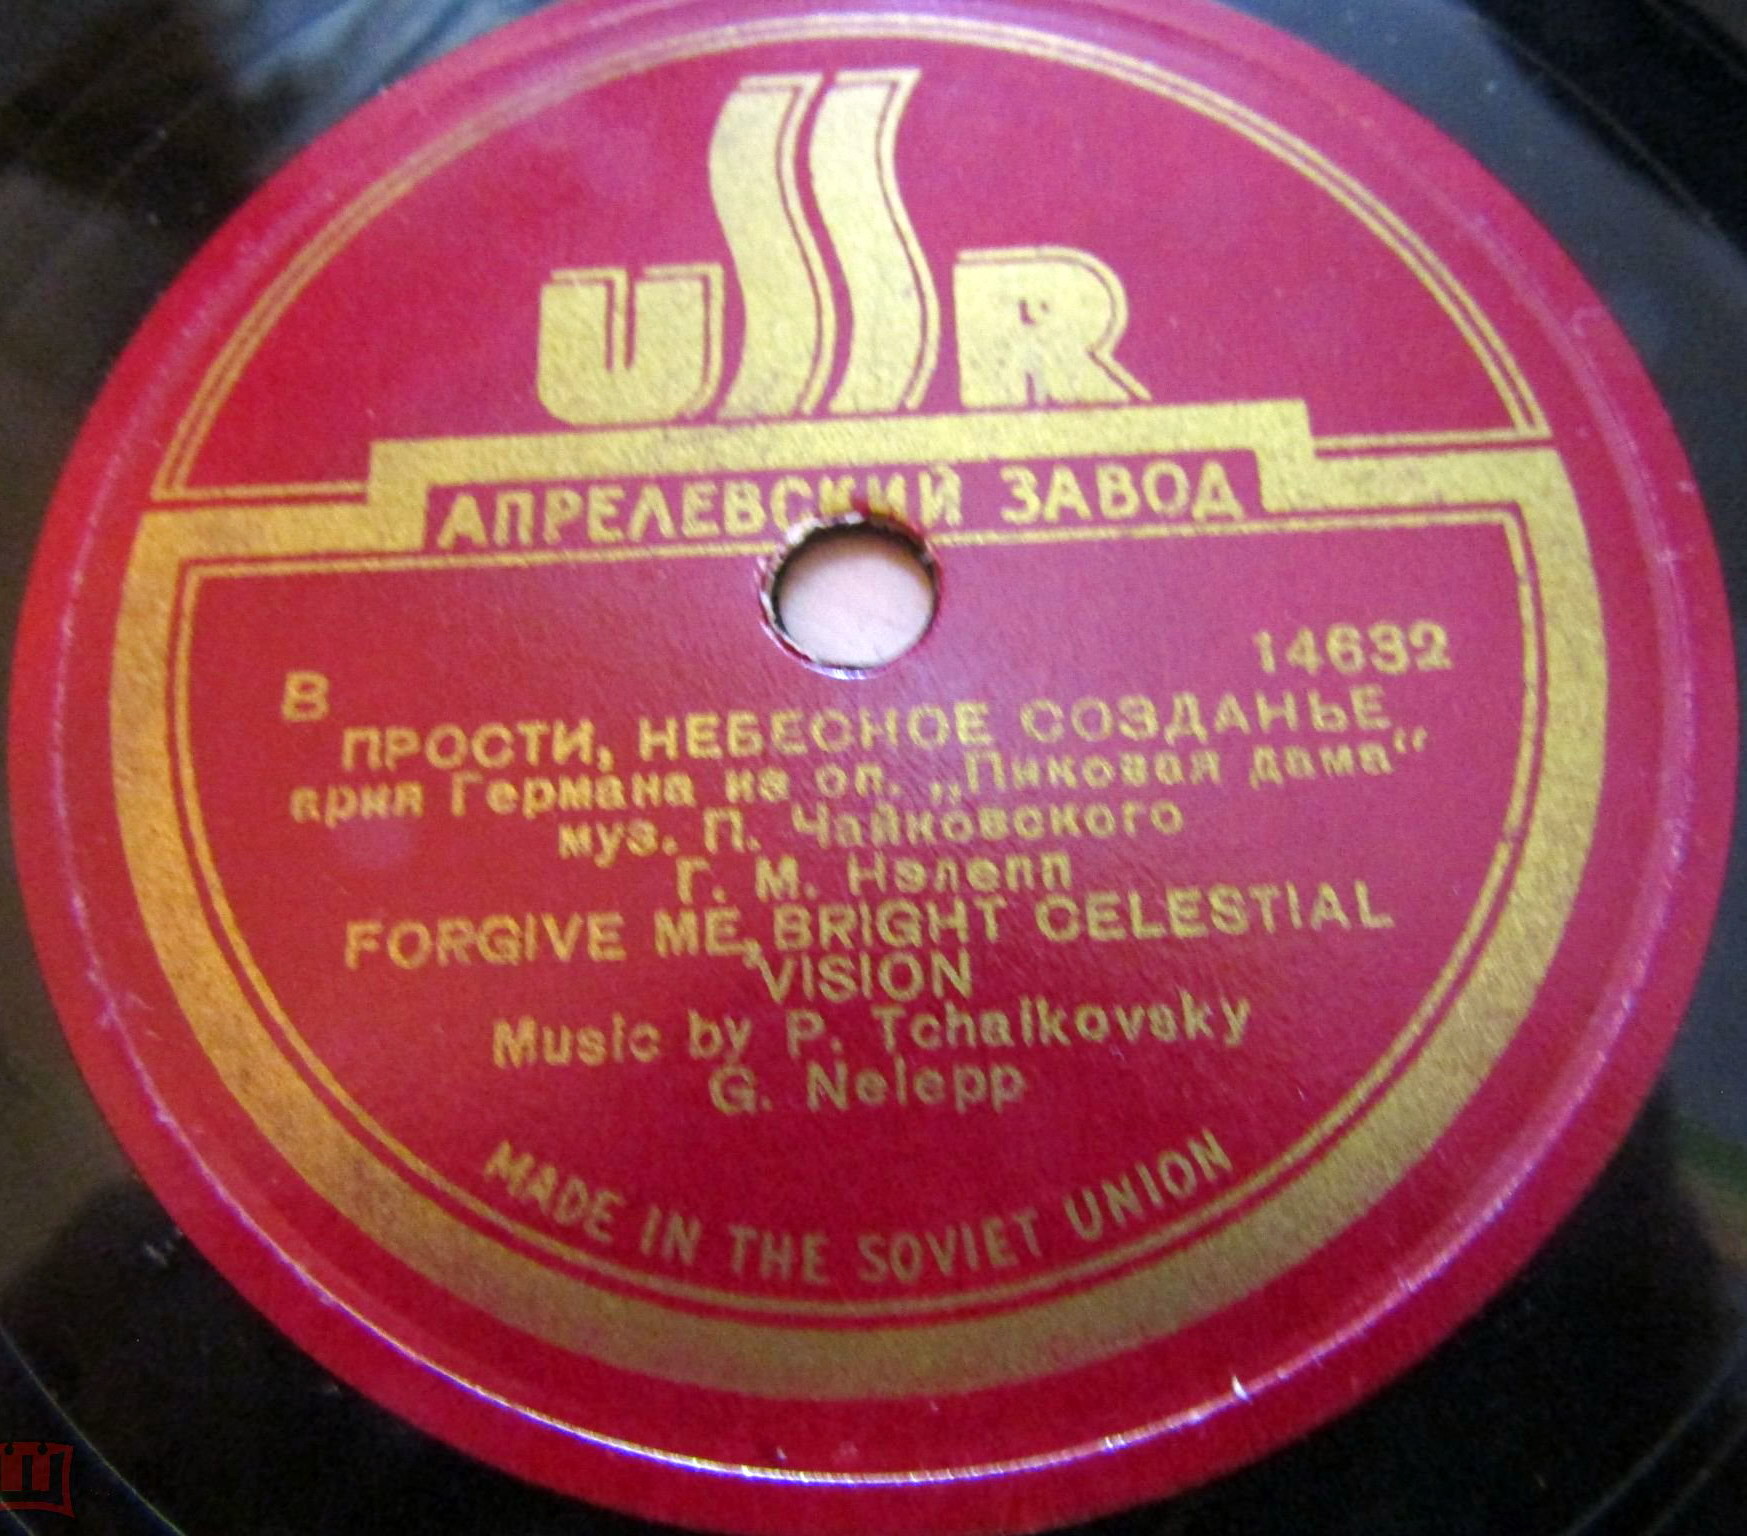 USSR
АПРЕЛЕВСКИЙ ЗАВОД
В 14632
ПРОСТИ, НЕБЕСНОЕ СОЗДАНЬЕ
ария Германа из оп. „Пиковая дама“
муз. П. Чайковского
Г. М. Нэлепп
FORGIVE ME, BRIGHT CELESTIAL
VISION
Music by P. Tchaikovsky
G. Nelepp
MADE IN THE SOVIET UNION